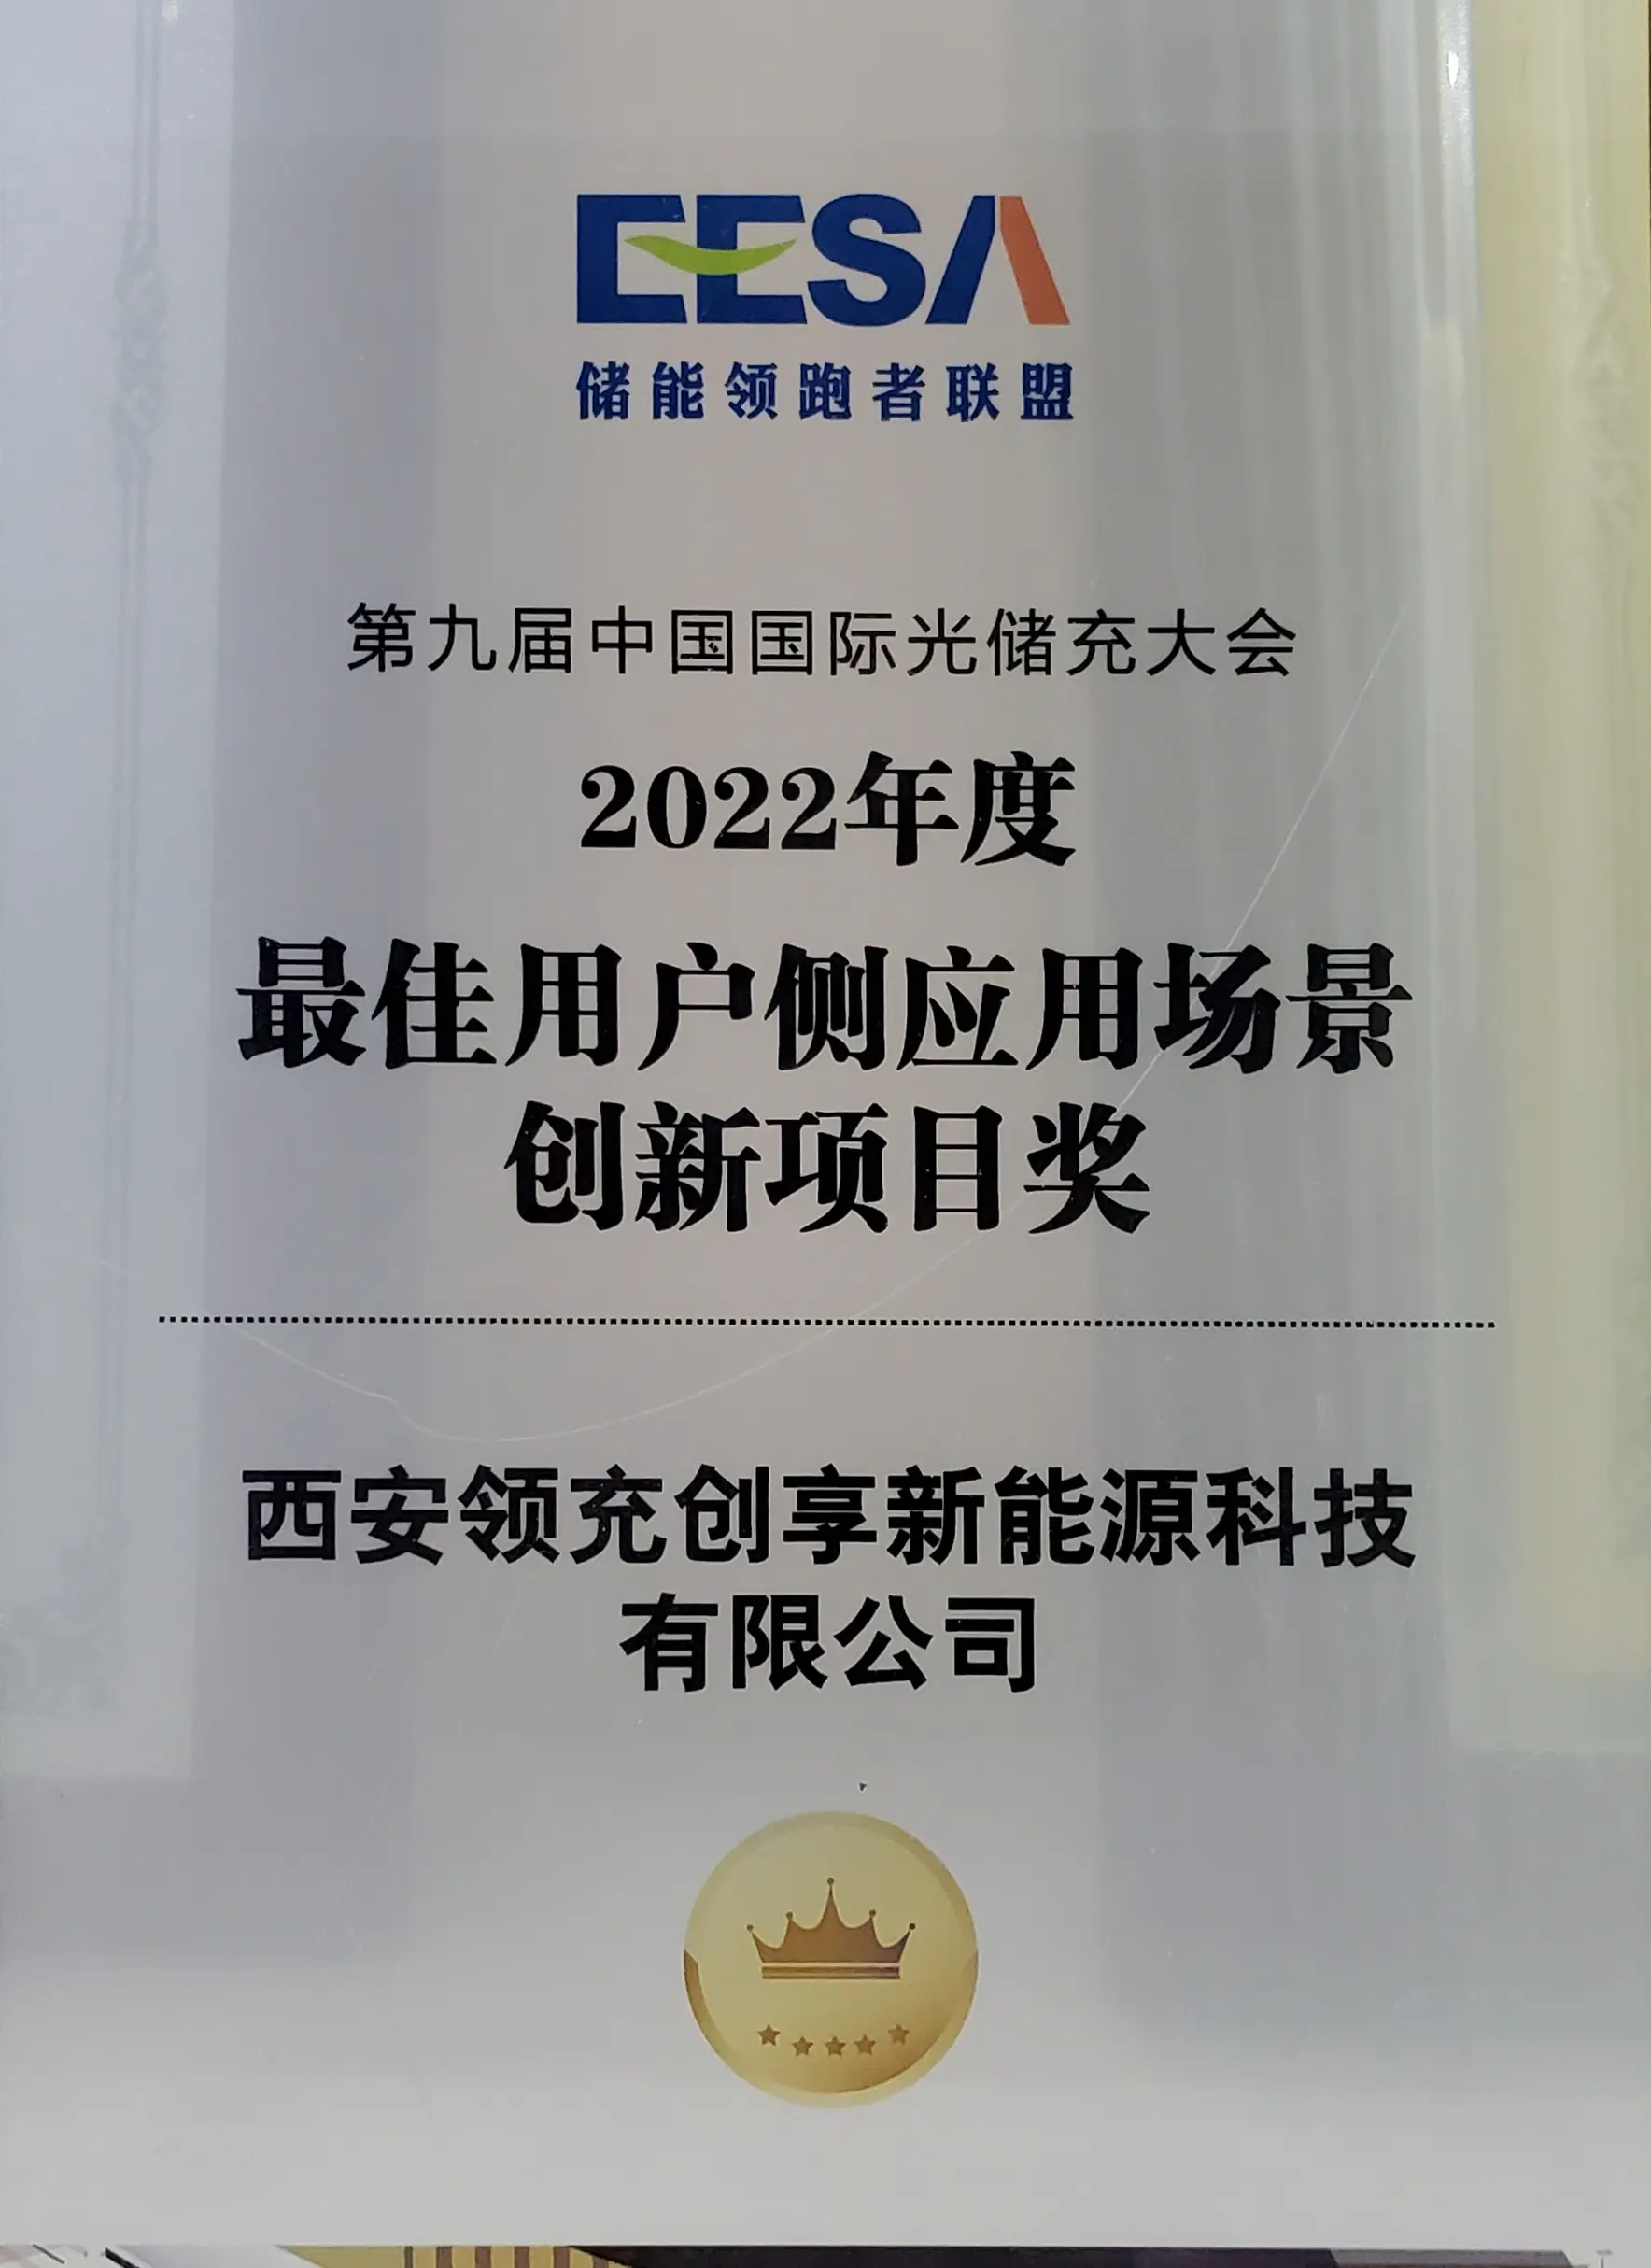 EESA
储能领跑者联盟
第九届中国国际光储充大会
2022年度
最佳用户侧应用场景
创新项目奖
西安领充创享新能源科技
有限公司